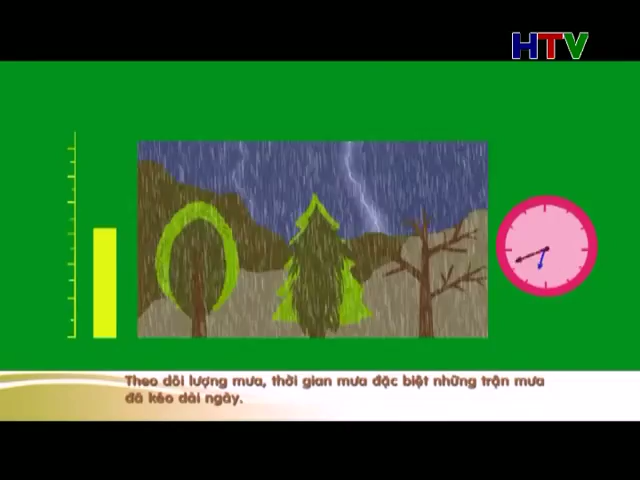 HTV
Theo dõi lượng mưa, thời gian mưa đặc biệt những trận mưa
đã kéo dài ngày.